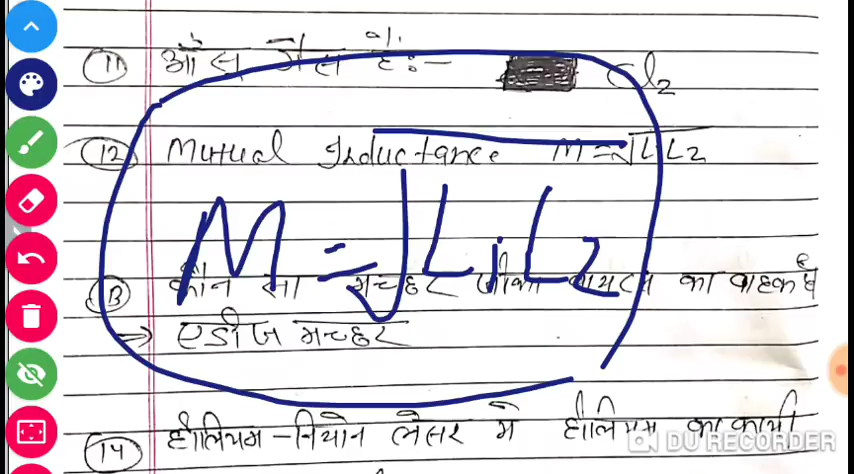 (11) आँसू गैस है:- Cl₂
(12) Mutual Inductance M=√L₁L₂
M=√L₁L₂
(13) कौन सा मच्छर जीका वायरस का वाहक है
→ एडीज मच्छर
(14) हीलियम-नियोन लेसर में हीलियम का कार्य
DU RECORDER